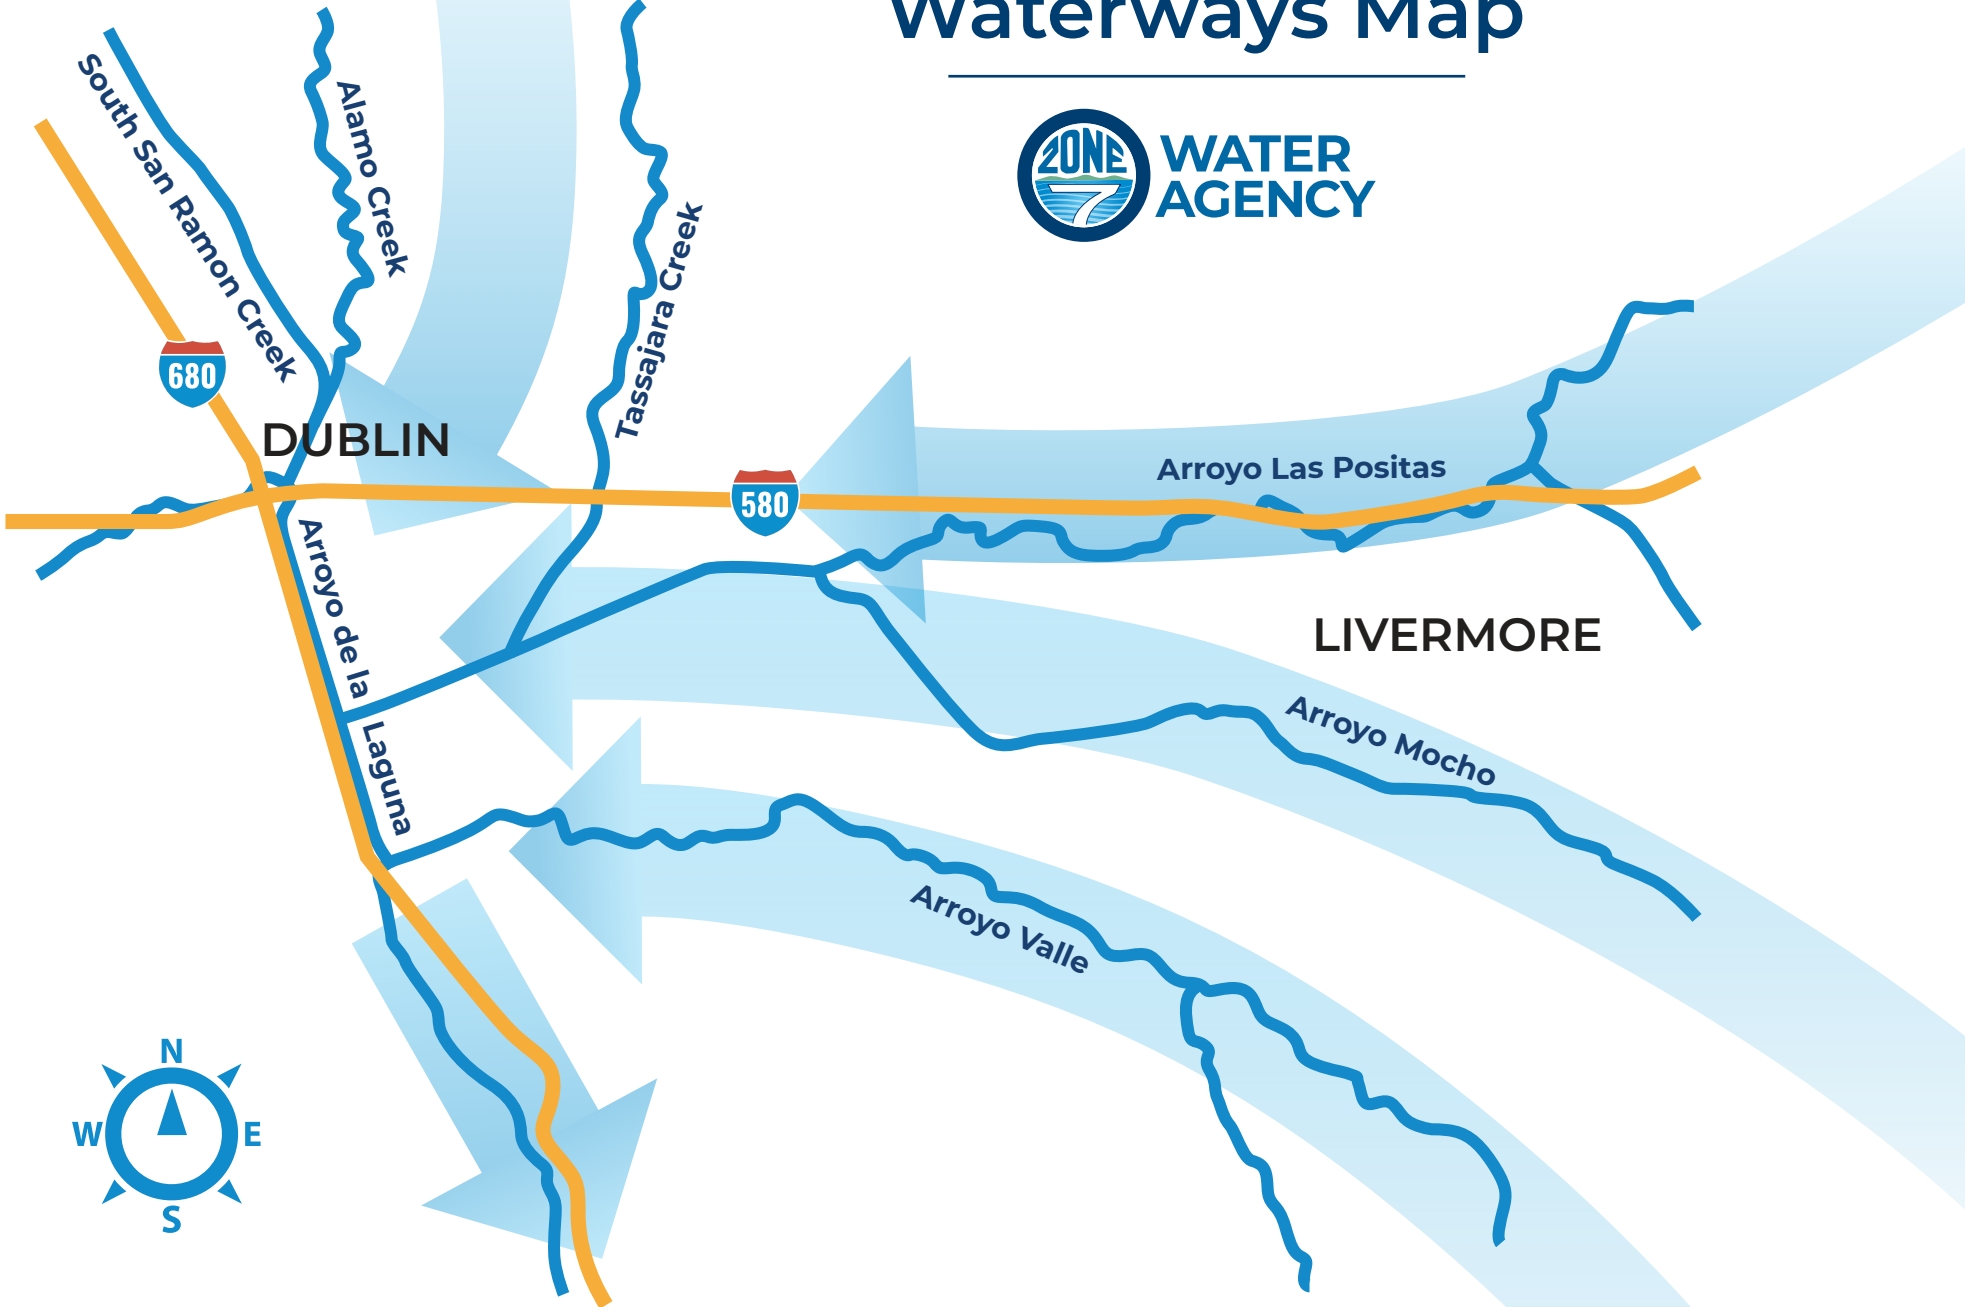 Waterways Map
ZONE
7
WATER
AGENCY
South San Ramon Creek
Alamo Creek
Tassajara Creek
680
DUBLIN
580
Arroyo Las Positas
Arroyo de la
Laguna
LIVERMORE
Arroyo Mocho
Arroyo Valle
N
W
E
S